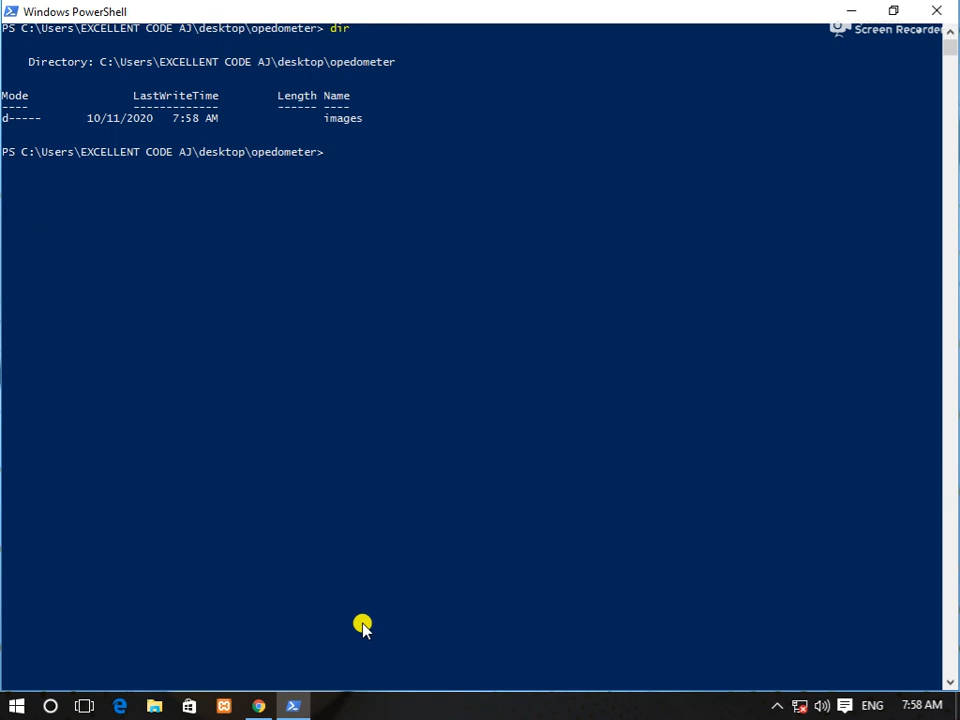 Windows PowerShell
PS C:\Users\EXCELLENT CODE AJ\desktop\opedometer> dir
Screen Recorder
Directory: C:\Users\EXCELLENT CODE AJ\desktop\opedometer
Mode LastWriteTime Length Name
---- ------------- ------ ----
d----- 10/11/2020 7:58 AM images
PS C:\Users\EXCELLENT CODE AJ\desktop\opedometer>
ENG 7:58 AM